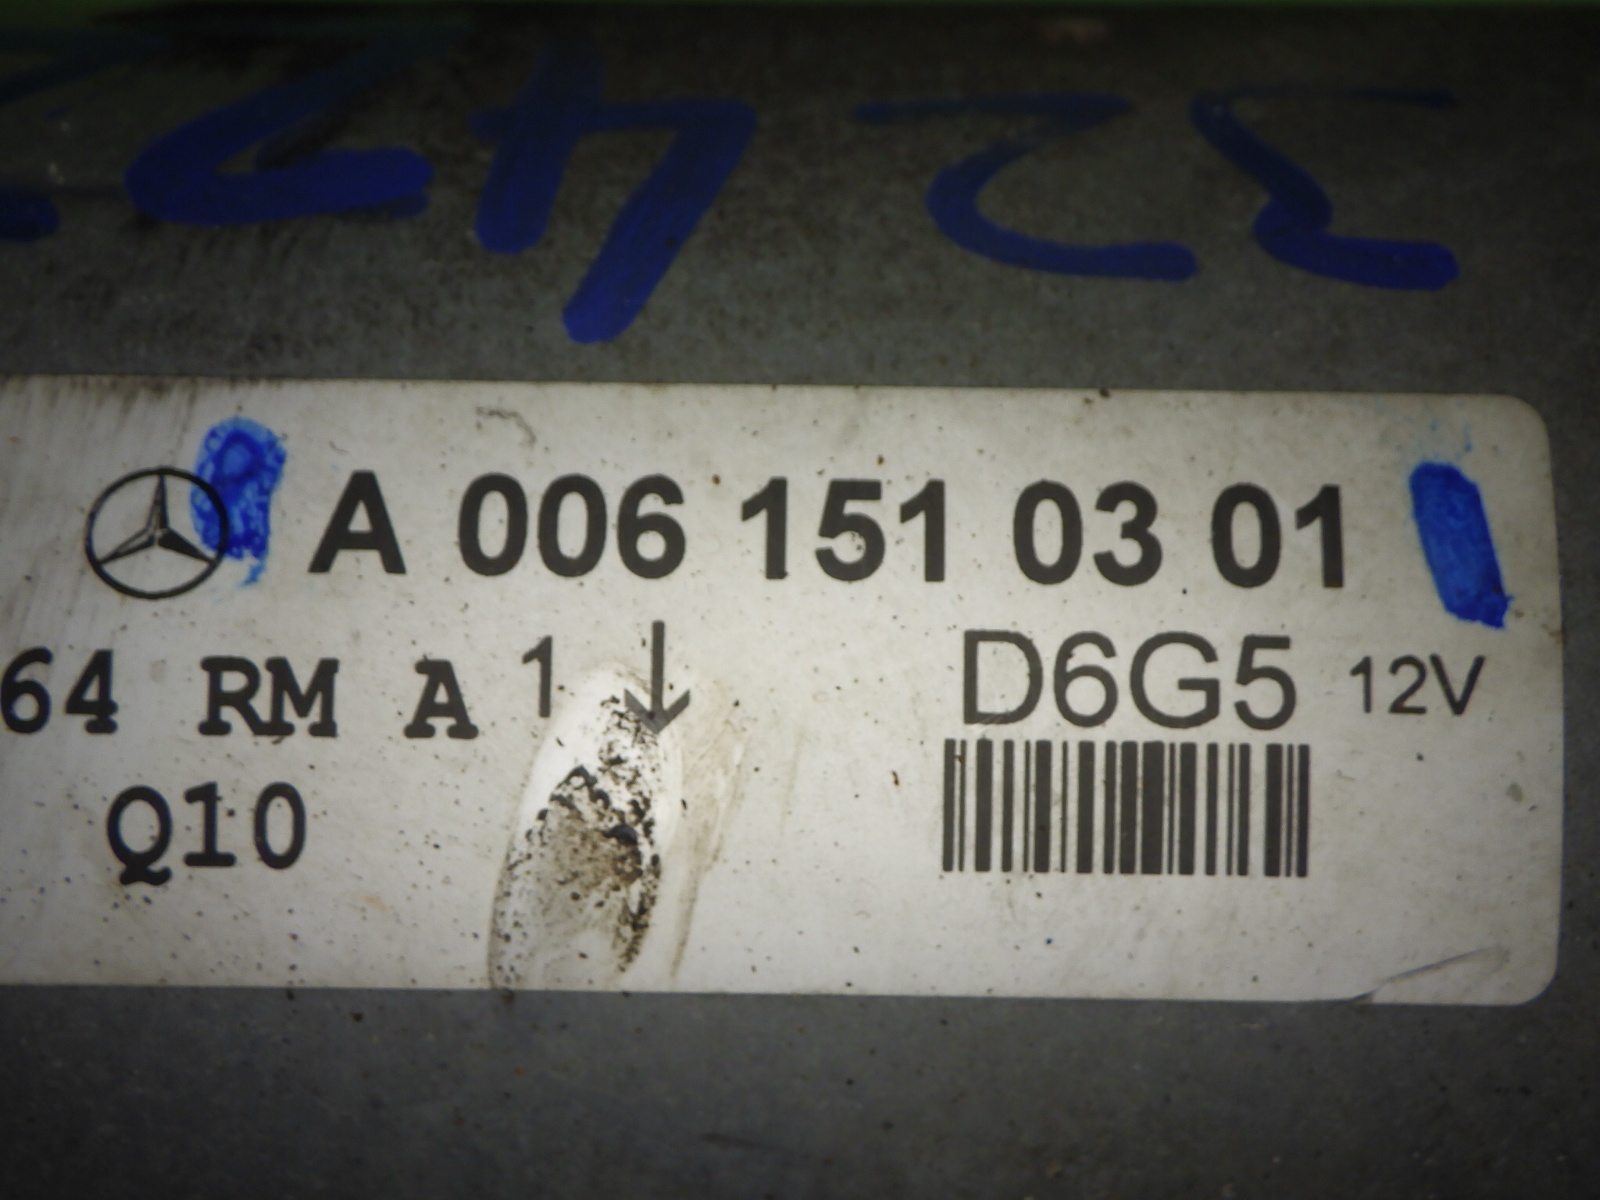 A 006 151 03 01
64 RM A 1 ↓ D6G5 12V
Q10